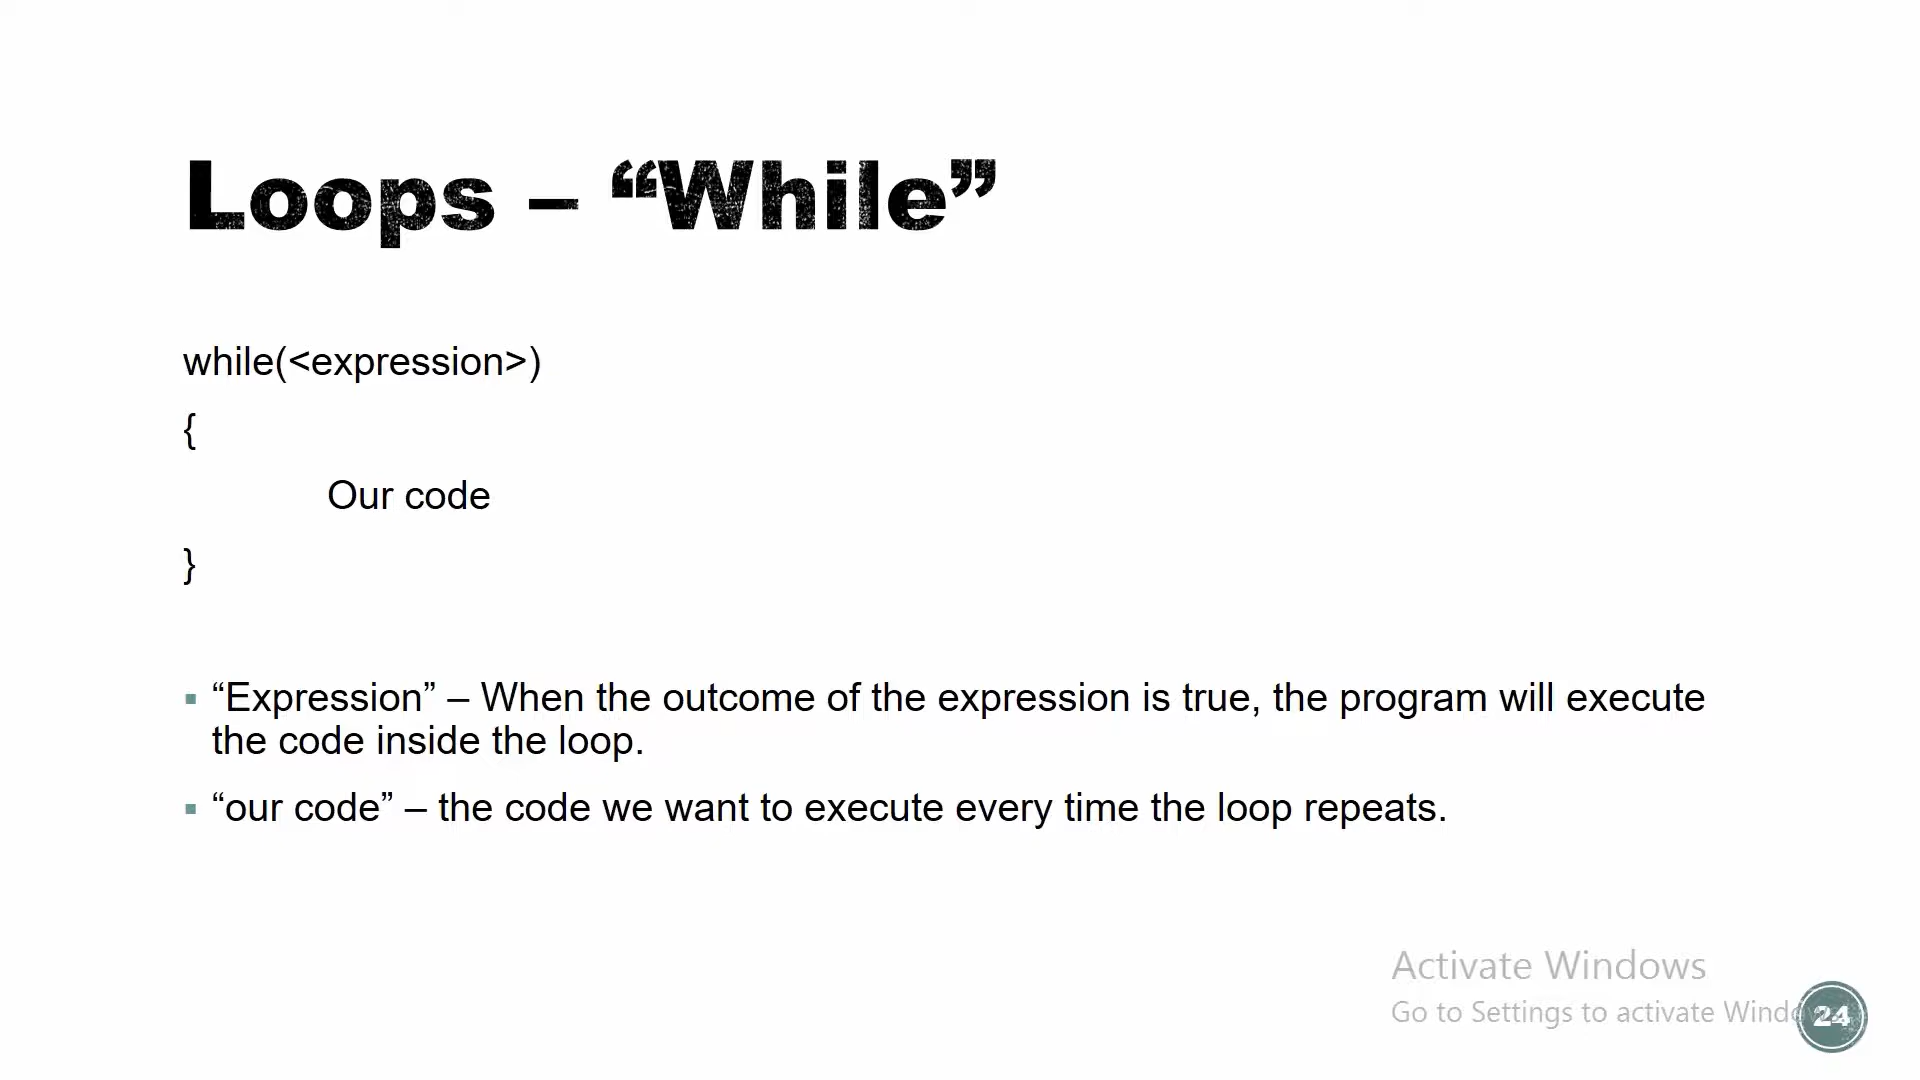 Loops – “While”
while(<expression>)
{
Our code
}
▪ “Expression” – When the outcome of the expression is true, the program will execute
the code inside the loop.
▪ “our code” – the code we want to execute every time the loop repeats.
Activate Windows
Go to Settings to activate Windows.
24